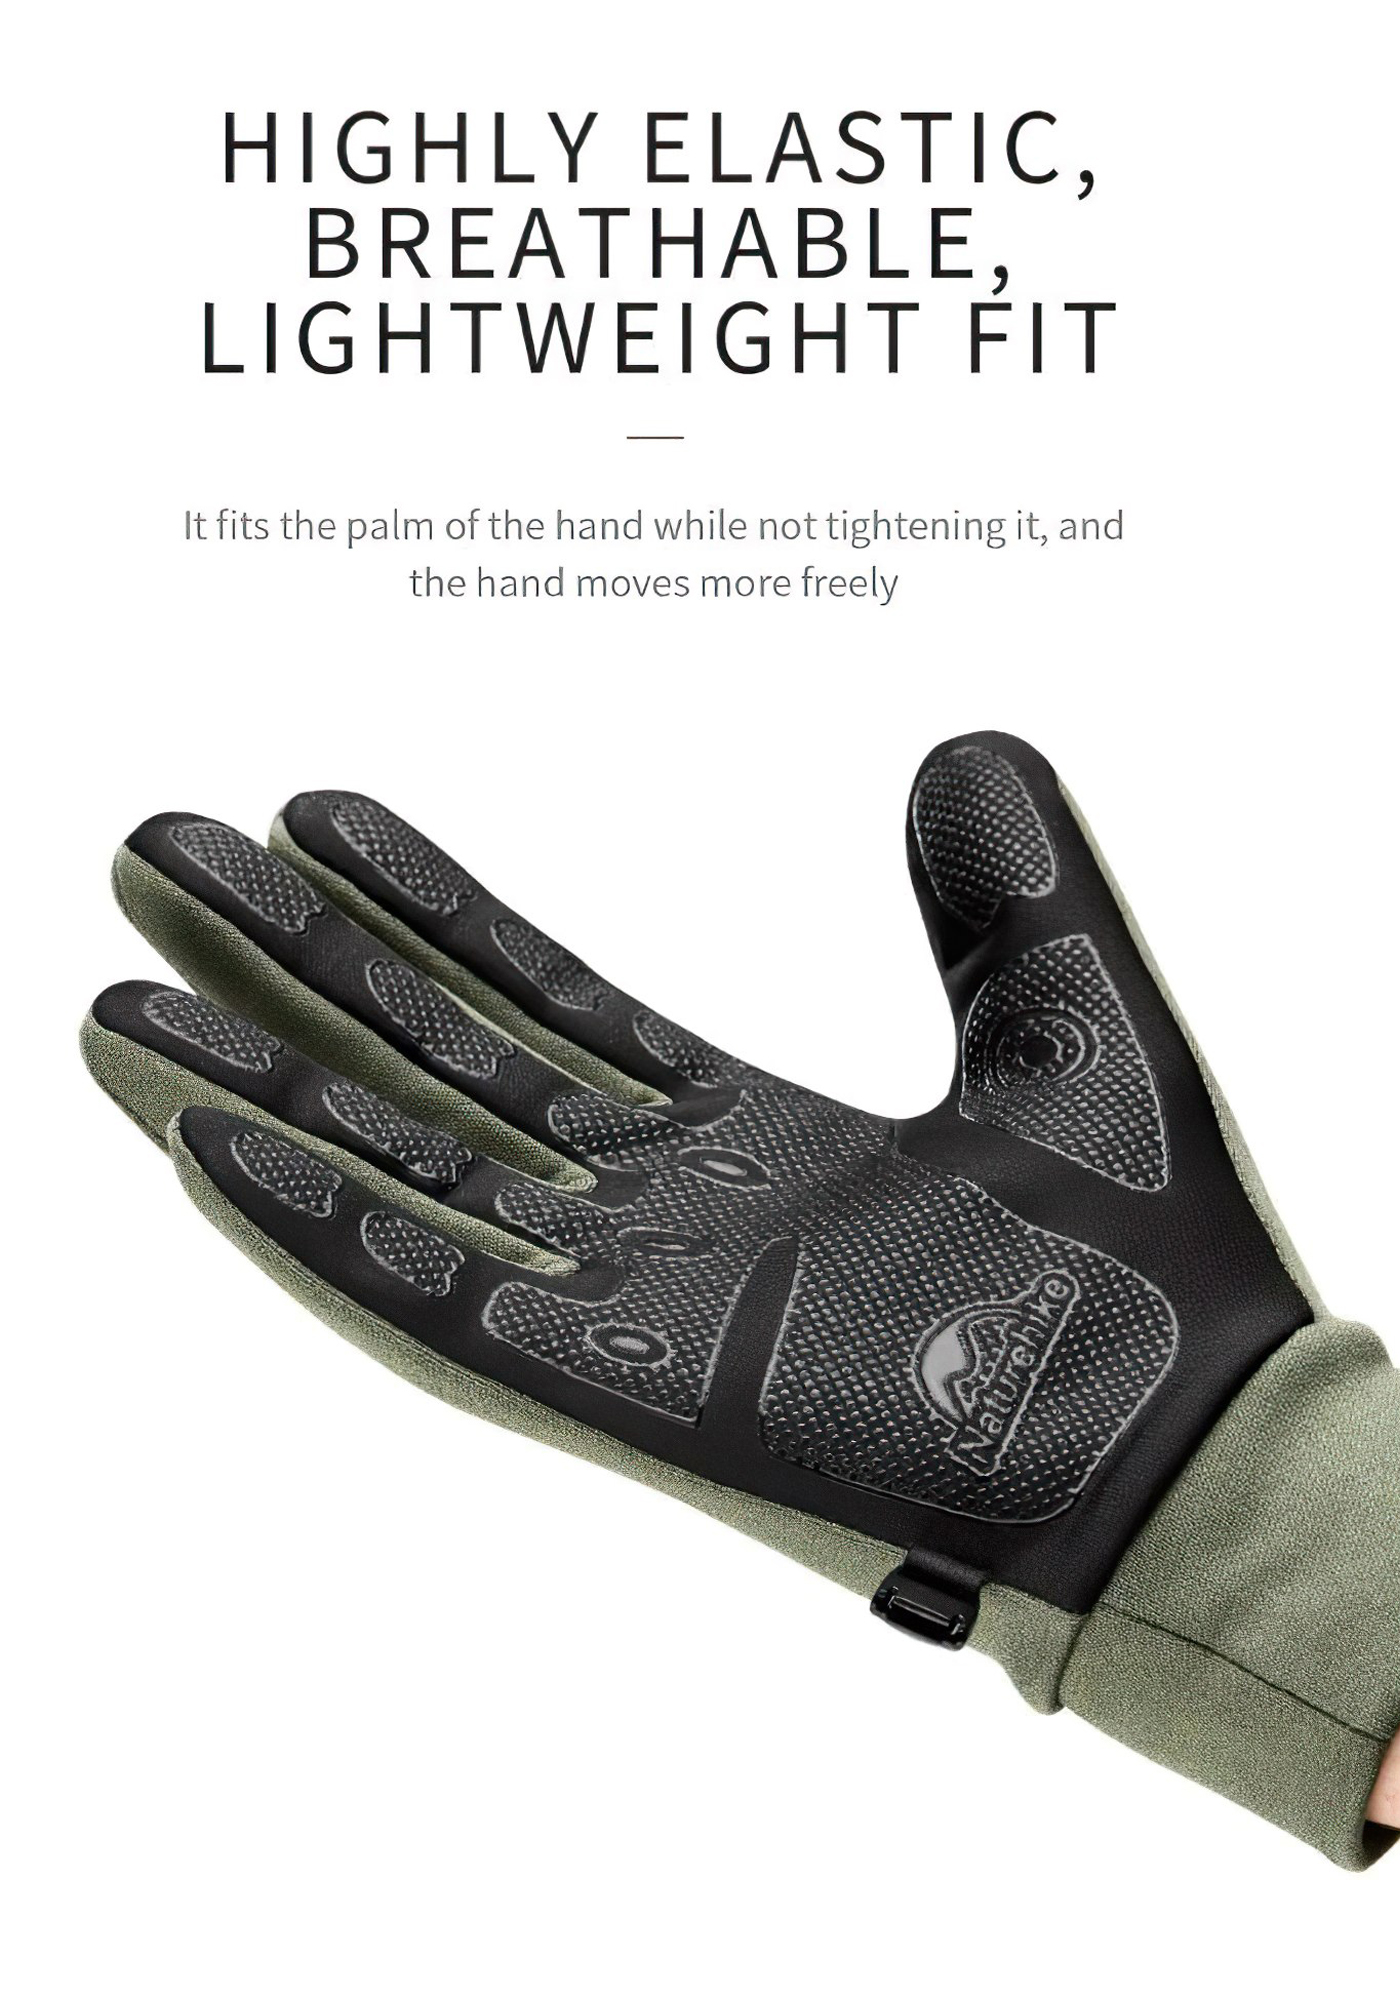 HIGHLY ELASTIC,
BREATHABLE,
LIGHTWEIGHT FIT
It fits the palm of the hand while not tightening it, and
the hand moves more freely
Naturehike